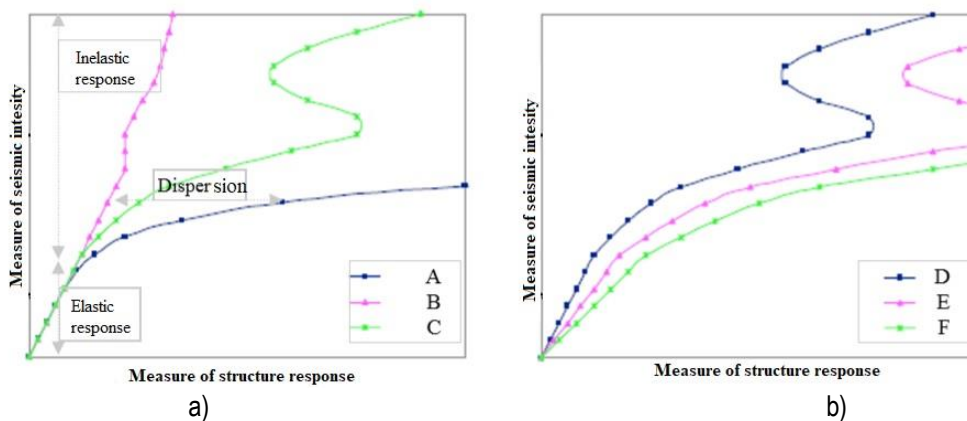 Measure of seismic intesity
Inelastic
response
Dispersion
Elastic
response
A
B
C
Measure of structure response
a)
Measure of seismic intesity
D
E
F
Measure of structure response
b)